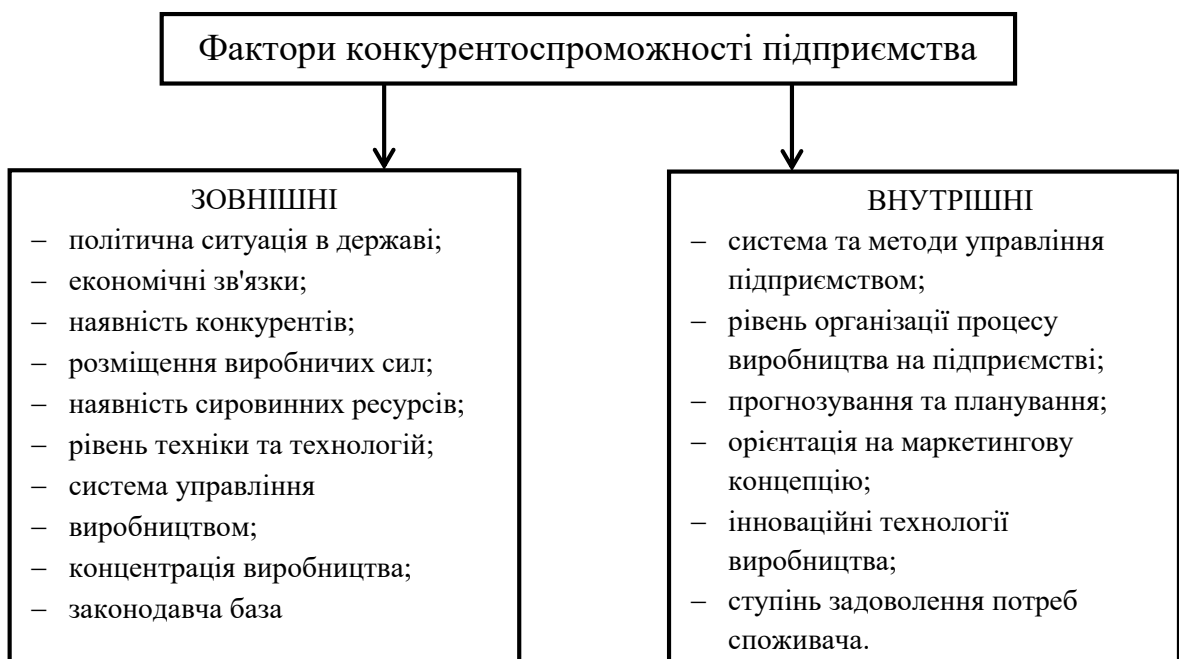 Фактори конкурентоспроможності підприємства
ЗОВНІШНІ
– політична ситуація в державі;
– економічні зв'язки;
– наявність конкурентів;
– розміщення виробничих сил;
– наявність сировинних ресурсів;
– рівень техніки та технологій;
– система управління
– виробництвом;
– концентрація виробництва;
– законодавча база
ВНУТРІШНІ
– система та методи управління
підприємством;
– рівень організації процесу
виробництва на підприємстві;
– прогнозування та планування;
– орієнтація на маркетингову
концепцію;
– інноваційні технології
виробництва;
– ступінь задоволення потреб
споживача.